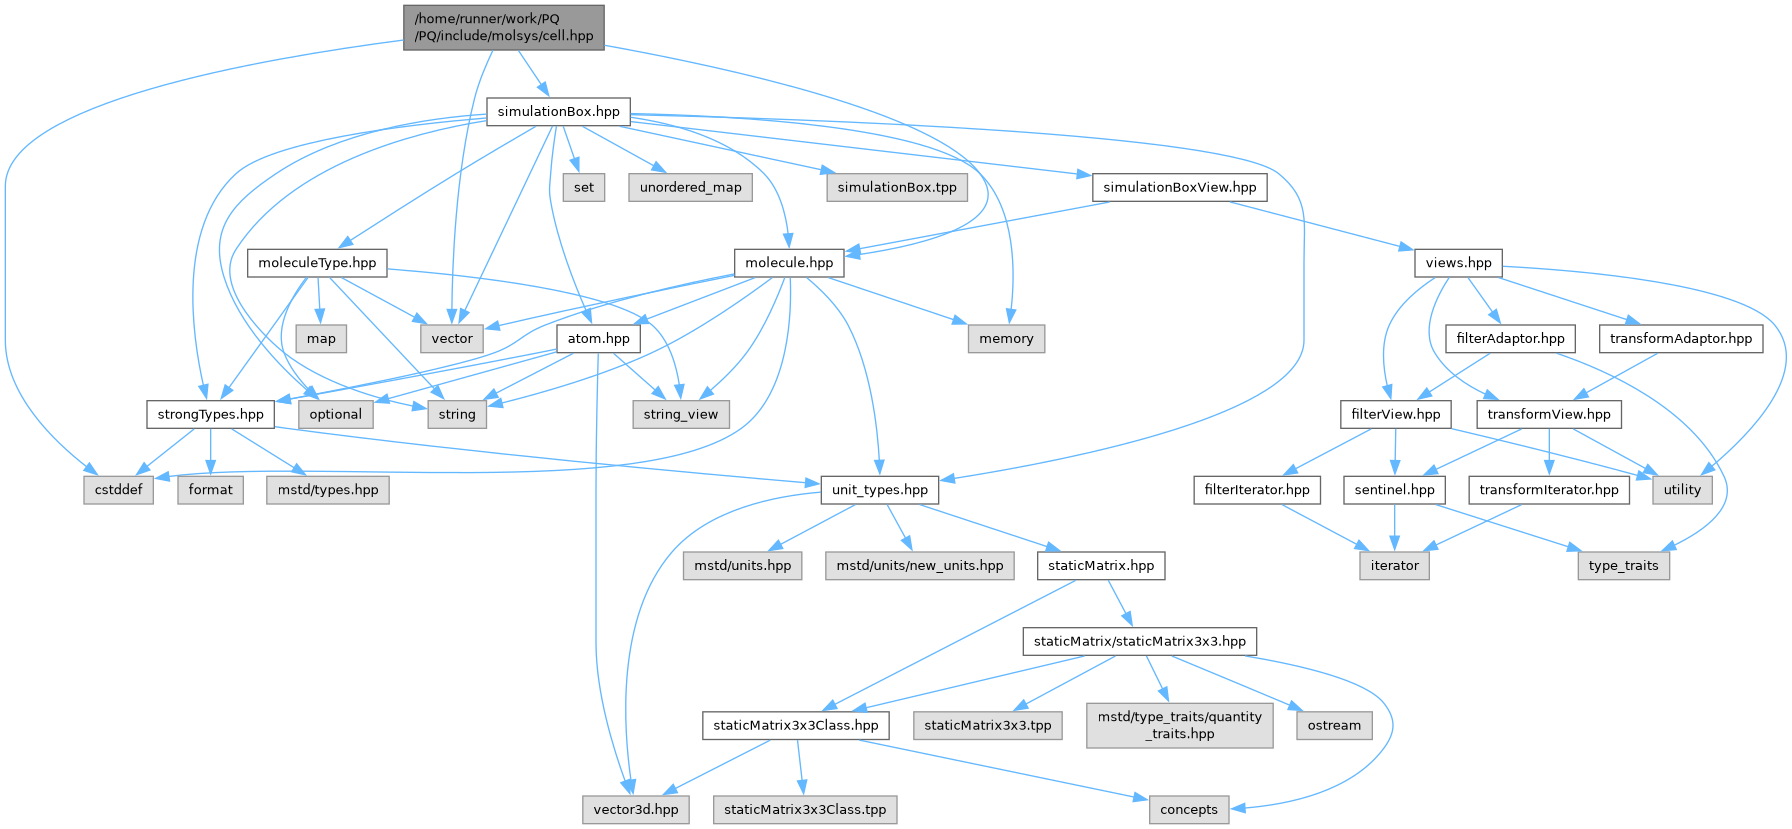 /home/runner/work/PQ
/PQ/include/molsys/cell.hpp
simulationBox.hpp
set
unordered_map
simulationBox.tpp
simulationBoxView.hpp
moleculeType.hpp
molecule.hpp
views.hpp
map
vector
atom.hpp
memory
filterAdaptor.hpp
transformAdaptor.hpp
strongTypes.hpp
optional
string
string_view
filterView.hpp
transformView.hpp
cstddef
format
mstd/types.hpp
unit_types.hpp
filterIterator.hpp
sentinel.hpp
transformIterator.hpp
utility
mstd/units.hpp
mstd/units/new_units.hpp
staticMatrix.hpp
iterator
type_traits
staticMatrix/staticMatrix3x3.hpp
staticMatrix3x3Class.hpp
staticMatrix3x3.tpp
mstd/type_traits/quantity
_traits.hpp
ostream
vector3d.hpp
staticMatrix3x3Class.tpp
concepts